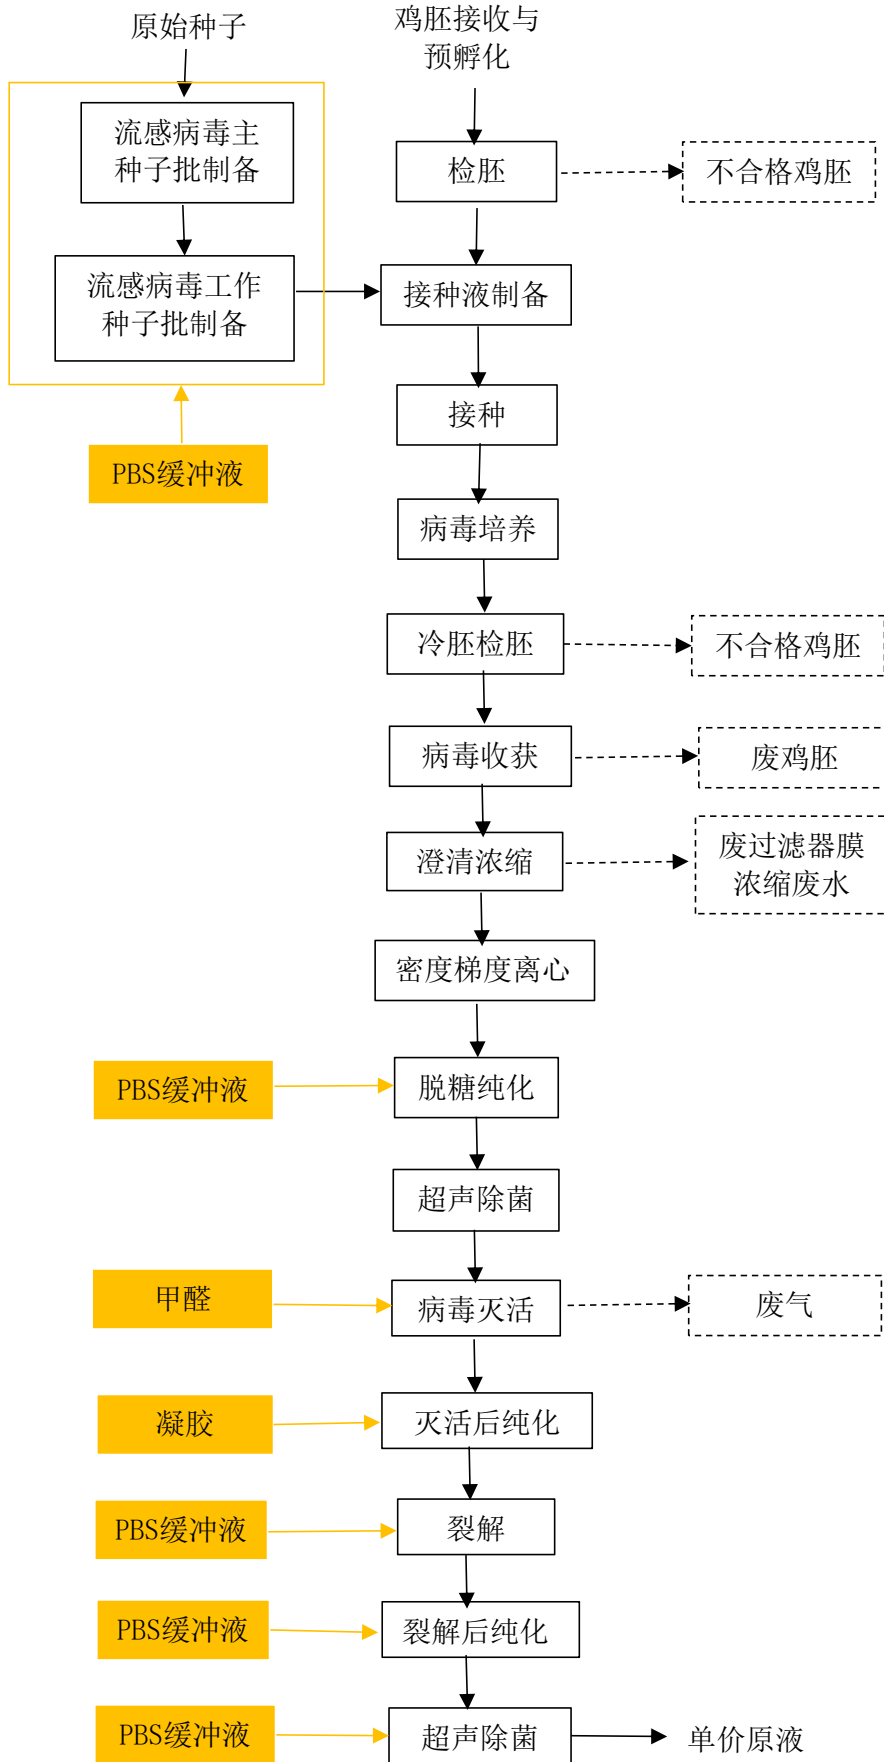 原始种子
鸡胚接收与
预孵化
流感病毒主
种子批制备
检胚
不合格鸡胚
流感病毒工作
种子批制备
接种液制备
接种
PBS缓冲液
病毒培养
冷胚检胚
不合格鸡胚
病毒收获
废鸡胚
澄清浓缩
废过滤器膜
浓缩废水
密度梯度离心
PBS缓冲液
脱糖纯化
超声除菌
甲醛
病毒灭活
废气
凝胶
灭活后纯化
PBS缓冲液
裂解
PBS缓冲液
裂解后纯化
PBS缓冲液
超声除菌
单价原液